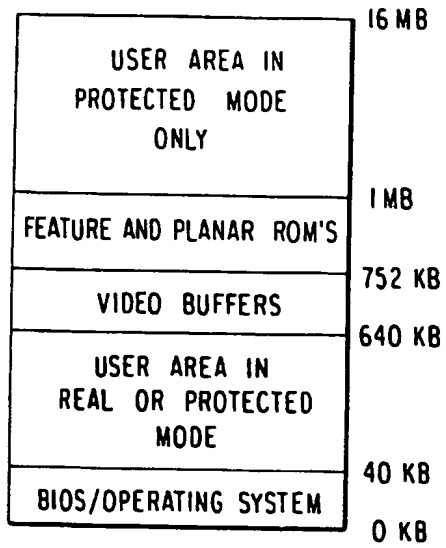 16 MB
USER AREA IN
PROTECTED MODE
ONLY
1 MB
FEATURE AND PLANAR ROM'S
752 KB
VIDEO BUFFERS
640 KB
USER AREA IN
REAL OR PROTECTED
MODE
40 KB
BIOS/OPERATING SYSTEM
0 KB